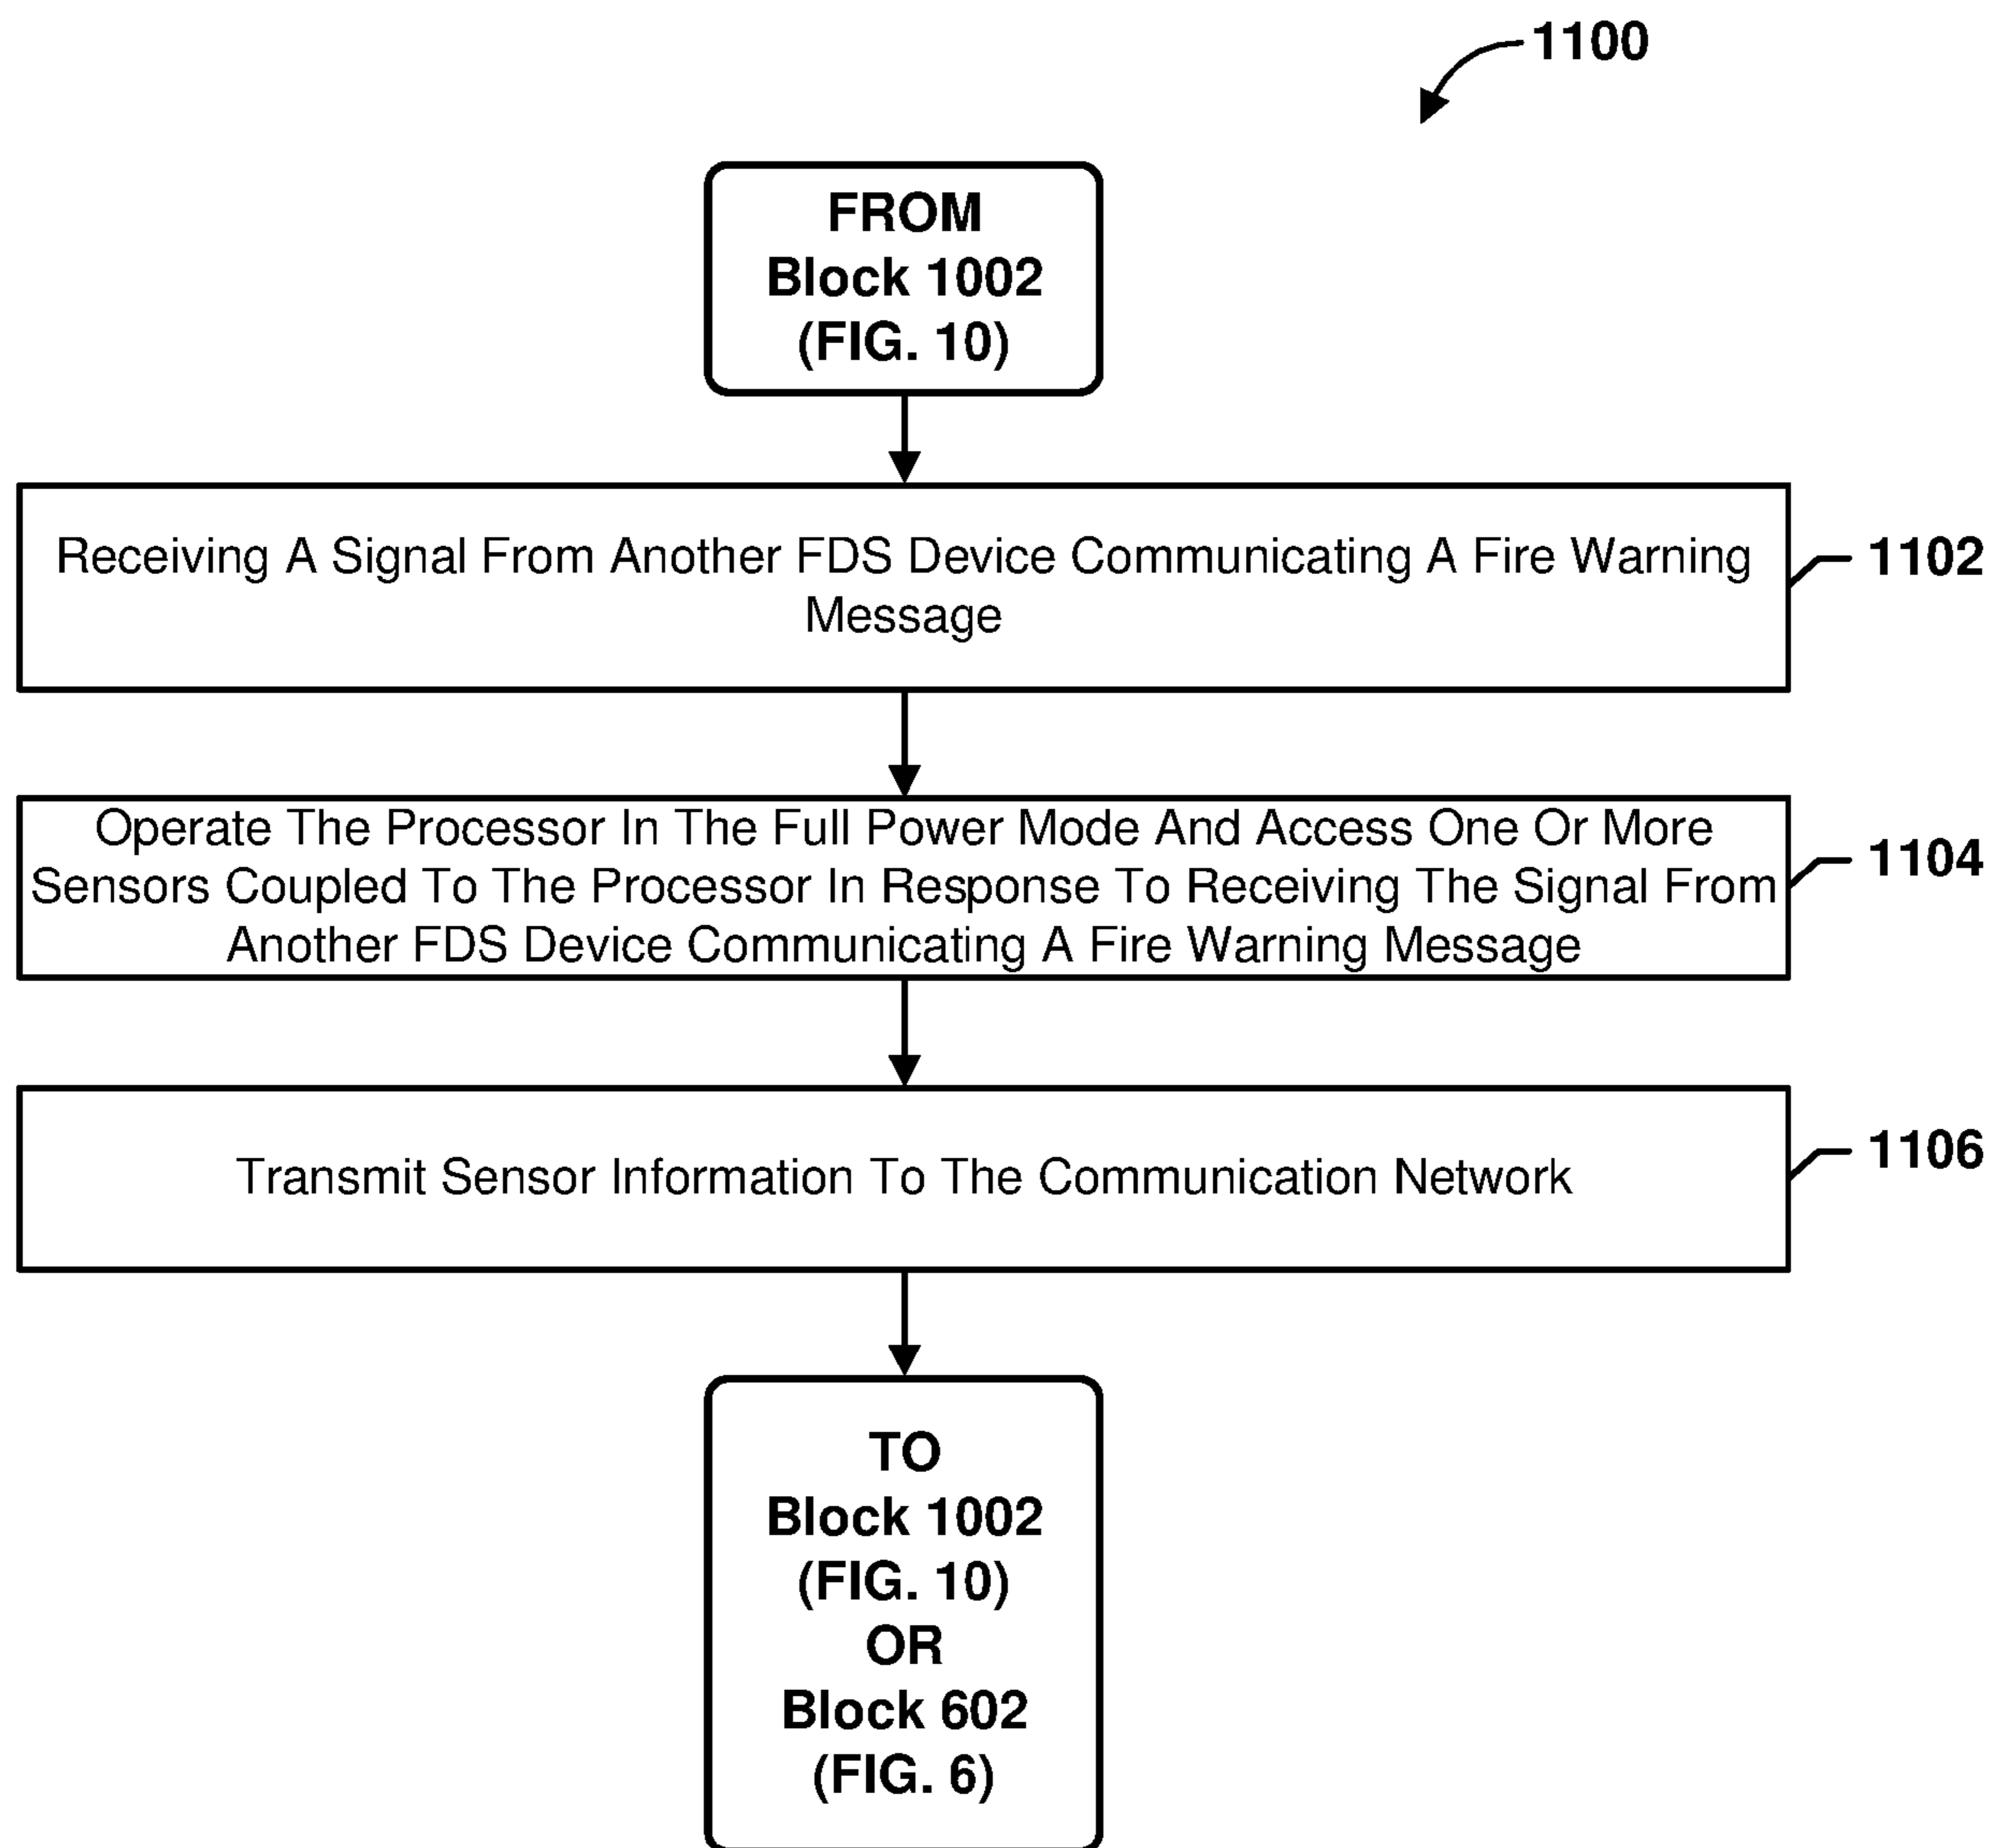 1100
FROM
Block 1002
(FIG. 10)
Receiving A Signal From Another FDS Device Communicating A Fire Warning
Message
1102
Operate The Processor In The Full Power Mode And Access One Or More
Sensors Coupled To The Processor In Response To Receiving The Signal From
Another FDS Device Communicating A Fire Warning Message
1104
Transmit Sensor Information To The Communication Network
1106
TO
Block 1002
(FIG. 10)
OR
Block 602
(FIG. 6)